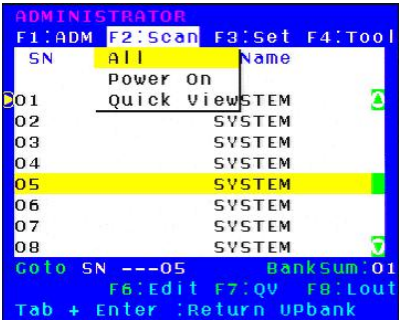 ADMINISTRATOR
F1:ADM F2:Scan F3:Set F4:Tool
SN All Name
Power On
01 Quick View SYSTEM
02 SYSTEM
03 SYSTEM
04 SYSTEM
05 SYSTEM
06 SYSTEM
07 SYSTEM
08 SYSTEM
Goto SN ---05 BankSum:01
F6:Edit F7:QV F8:Lout
Tab + Enter :Return UPbank